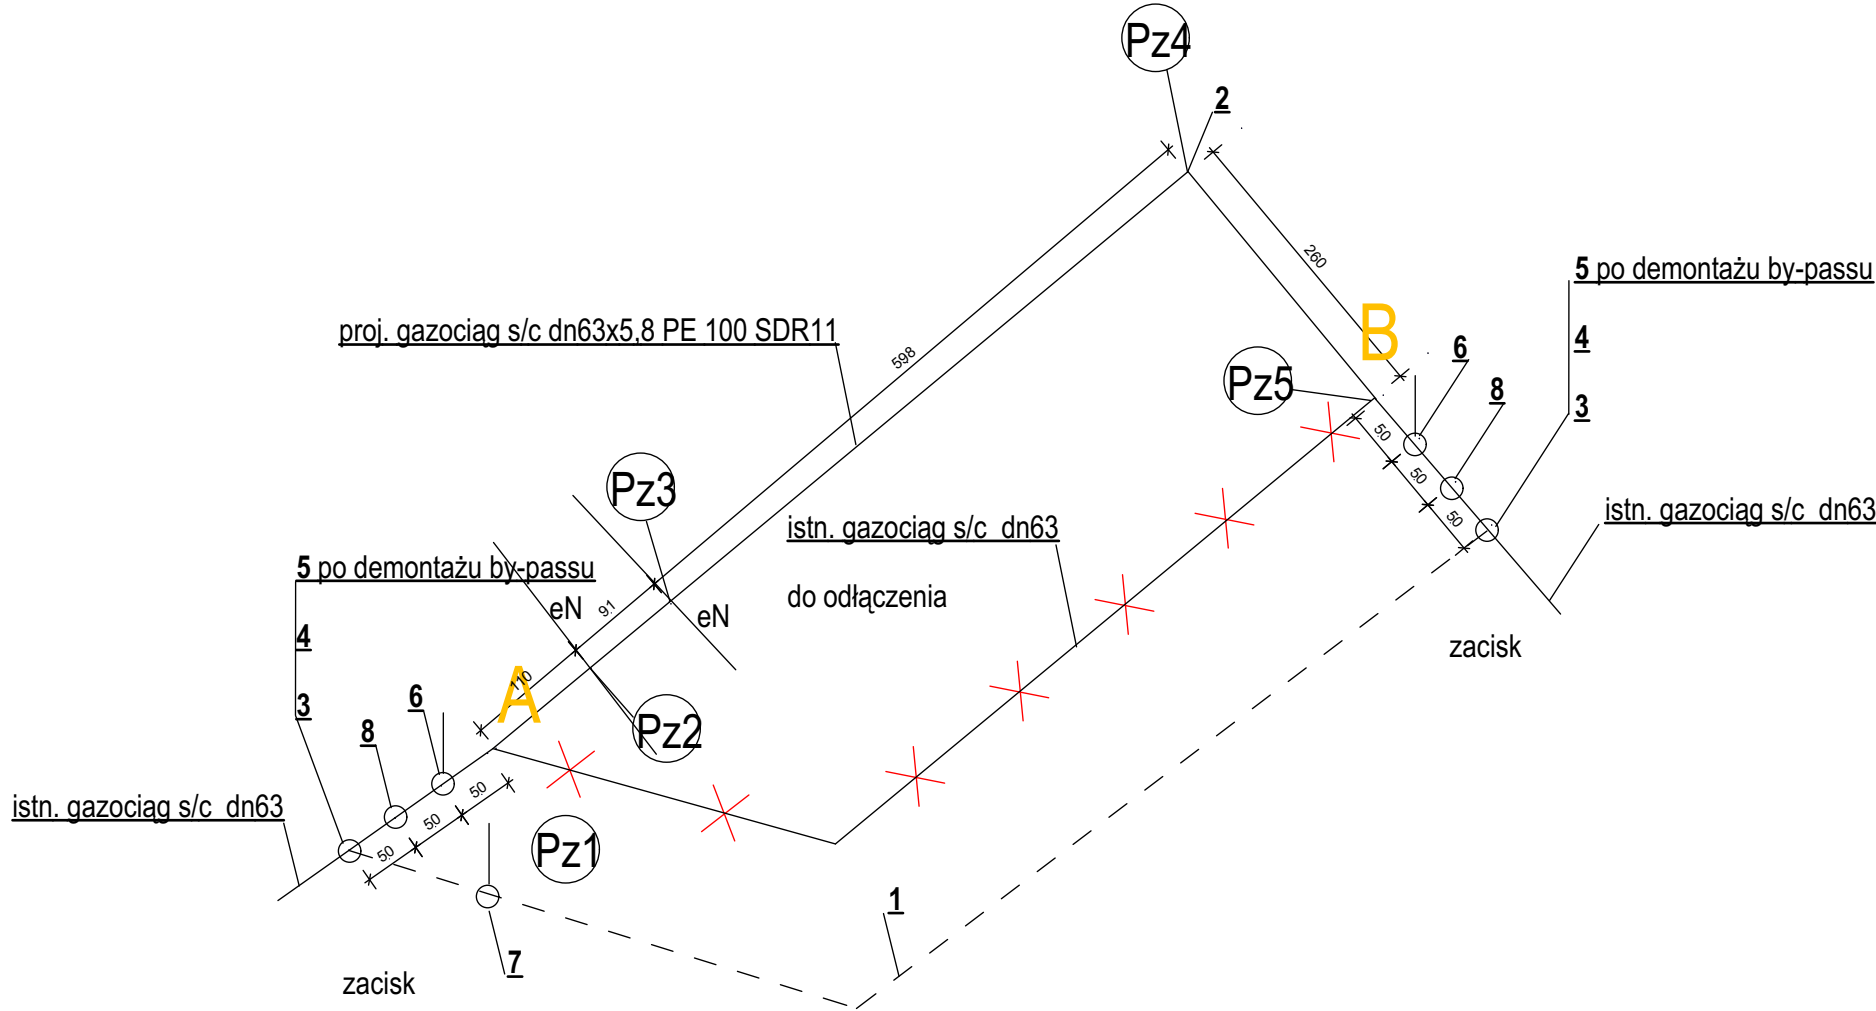 Pz4
2
260
5 po demontażu by-passu
4
3
B
6
8
proj. gazociąg s/c dn63x5,8 PE 100 SDR11
598
Pz5
50
50
50
istn. gazociąg s/c dn63
zacisk
Pz3
istn. gazociąg s/c dn63
do odłączenia
5 po demontażu by-passu
4
3
eN
91
eN
A
110
Pz2
6
8
istn. gazociąg s/c dn63
50
50
50
Pz1
1
7
zacisk